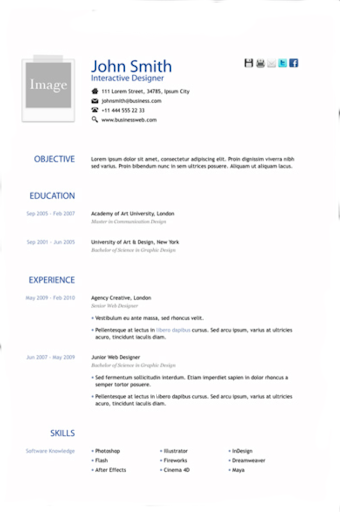 John Smith
Interactive Designer
Image
111 Lorem Street, 34785, Ipsum City
johnsmith@business.com
+11 444 555 22 33
www.businessweb.com
OBJECTIVE
Lorem ipsum dolor sit amet, consectetur adipiscing elit. Proin dignissim viverra nibh
sed varius. Proin bibendum nunc in sem ultrices posuere. Aliquam ut aliquam lacus.
EDUCATION
Sep 2005 - Feb 2007
Academy of Art University, London
Master in Communication Design
Sep 2001 - Jun 2005
University of Art & Design, New York
Bachelor of Science in Graphic Design
EXPERIENCE
May 2009 - Feb 2010
Agency Creative, London
Senior Web Designer
• Vestibulum eu ante massa, sed rhoncus velit.
• Pellentesque at lectus in libero dapibus cursus. Sed arcu ipsum, varius at ultricies
acuro, tincidunt iaculis diam.
Jun 2007 - May 2009
Junior Web Designer
Bachelor of Science in Graphic Design
• Sed fermentum sollicitudin interdum. Etiam imperdiet sapien in dolor rhoncus a
semper tortor posuere.
• Pellentesque at lectus in libero dapibus cursus. Sed arcu ipsum, varius at ultricies
acuro, tincidunt iaculis diam.
SKILLS
Software Knowledge
• Photoshop
• Illustrator
• InDesign
• Flash
• Fireworks
• Dreamweaver
• After Effects
• Cinema 4D
• Maya